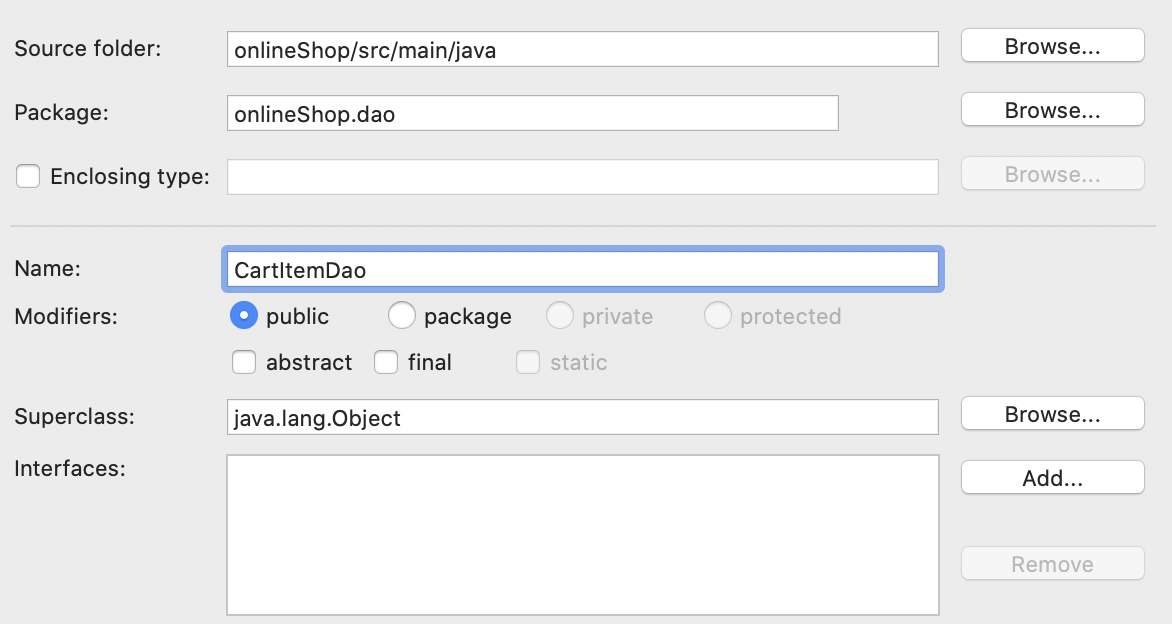 Source folder: onlineShop/src/main/java Browse...
Package: onlineShop.dao Browse...
Enclosing type: Browse...
Name: CartItemDao
Modifiers: public package private protected
abstract final static
Superclass: java.lang.Object Browse...
Interfaces: Add...
Remove